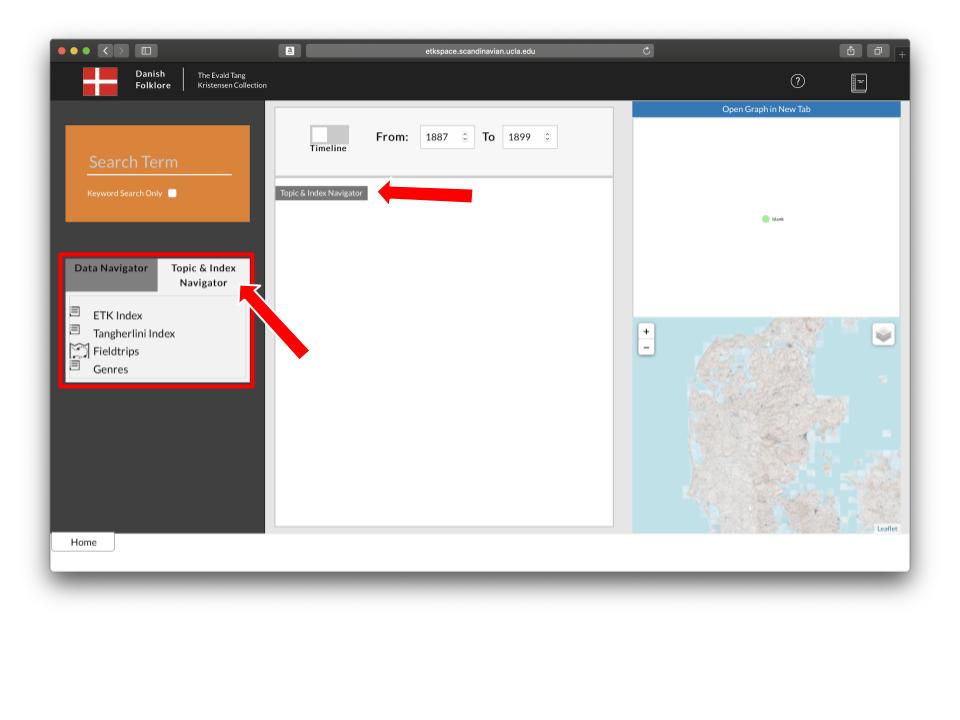 etkspace.scandinavian.ucla.edu
Danish
Folklore
The Evald Tang
Kristensen Collection
?
Search Term
Keyword Search Only
Data Navigator
Topic & Index
Navigator
ETK Index
Tangherlini Index
Fieldtrips
Genres
Timeline
From: 1887 To 1899
Topic & Index Navigator
Open Graph in New Tab
blank
+
−
Leaflet
Home